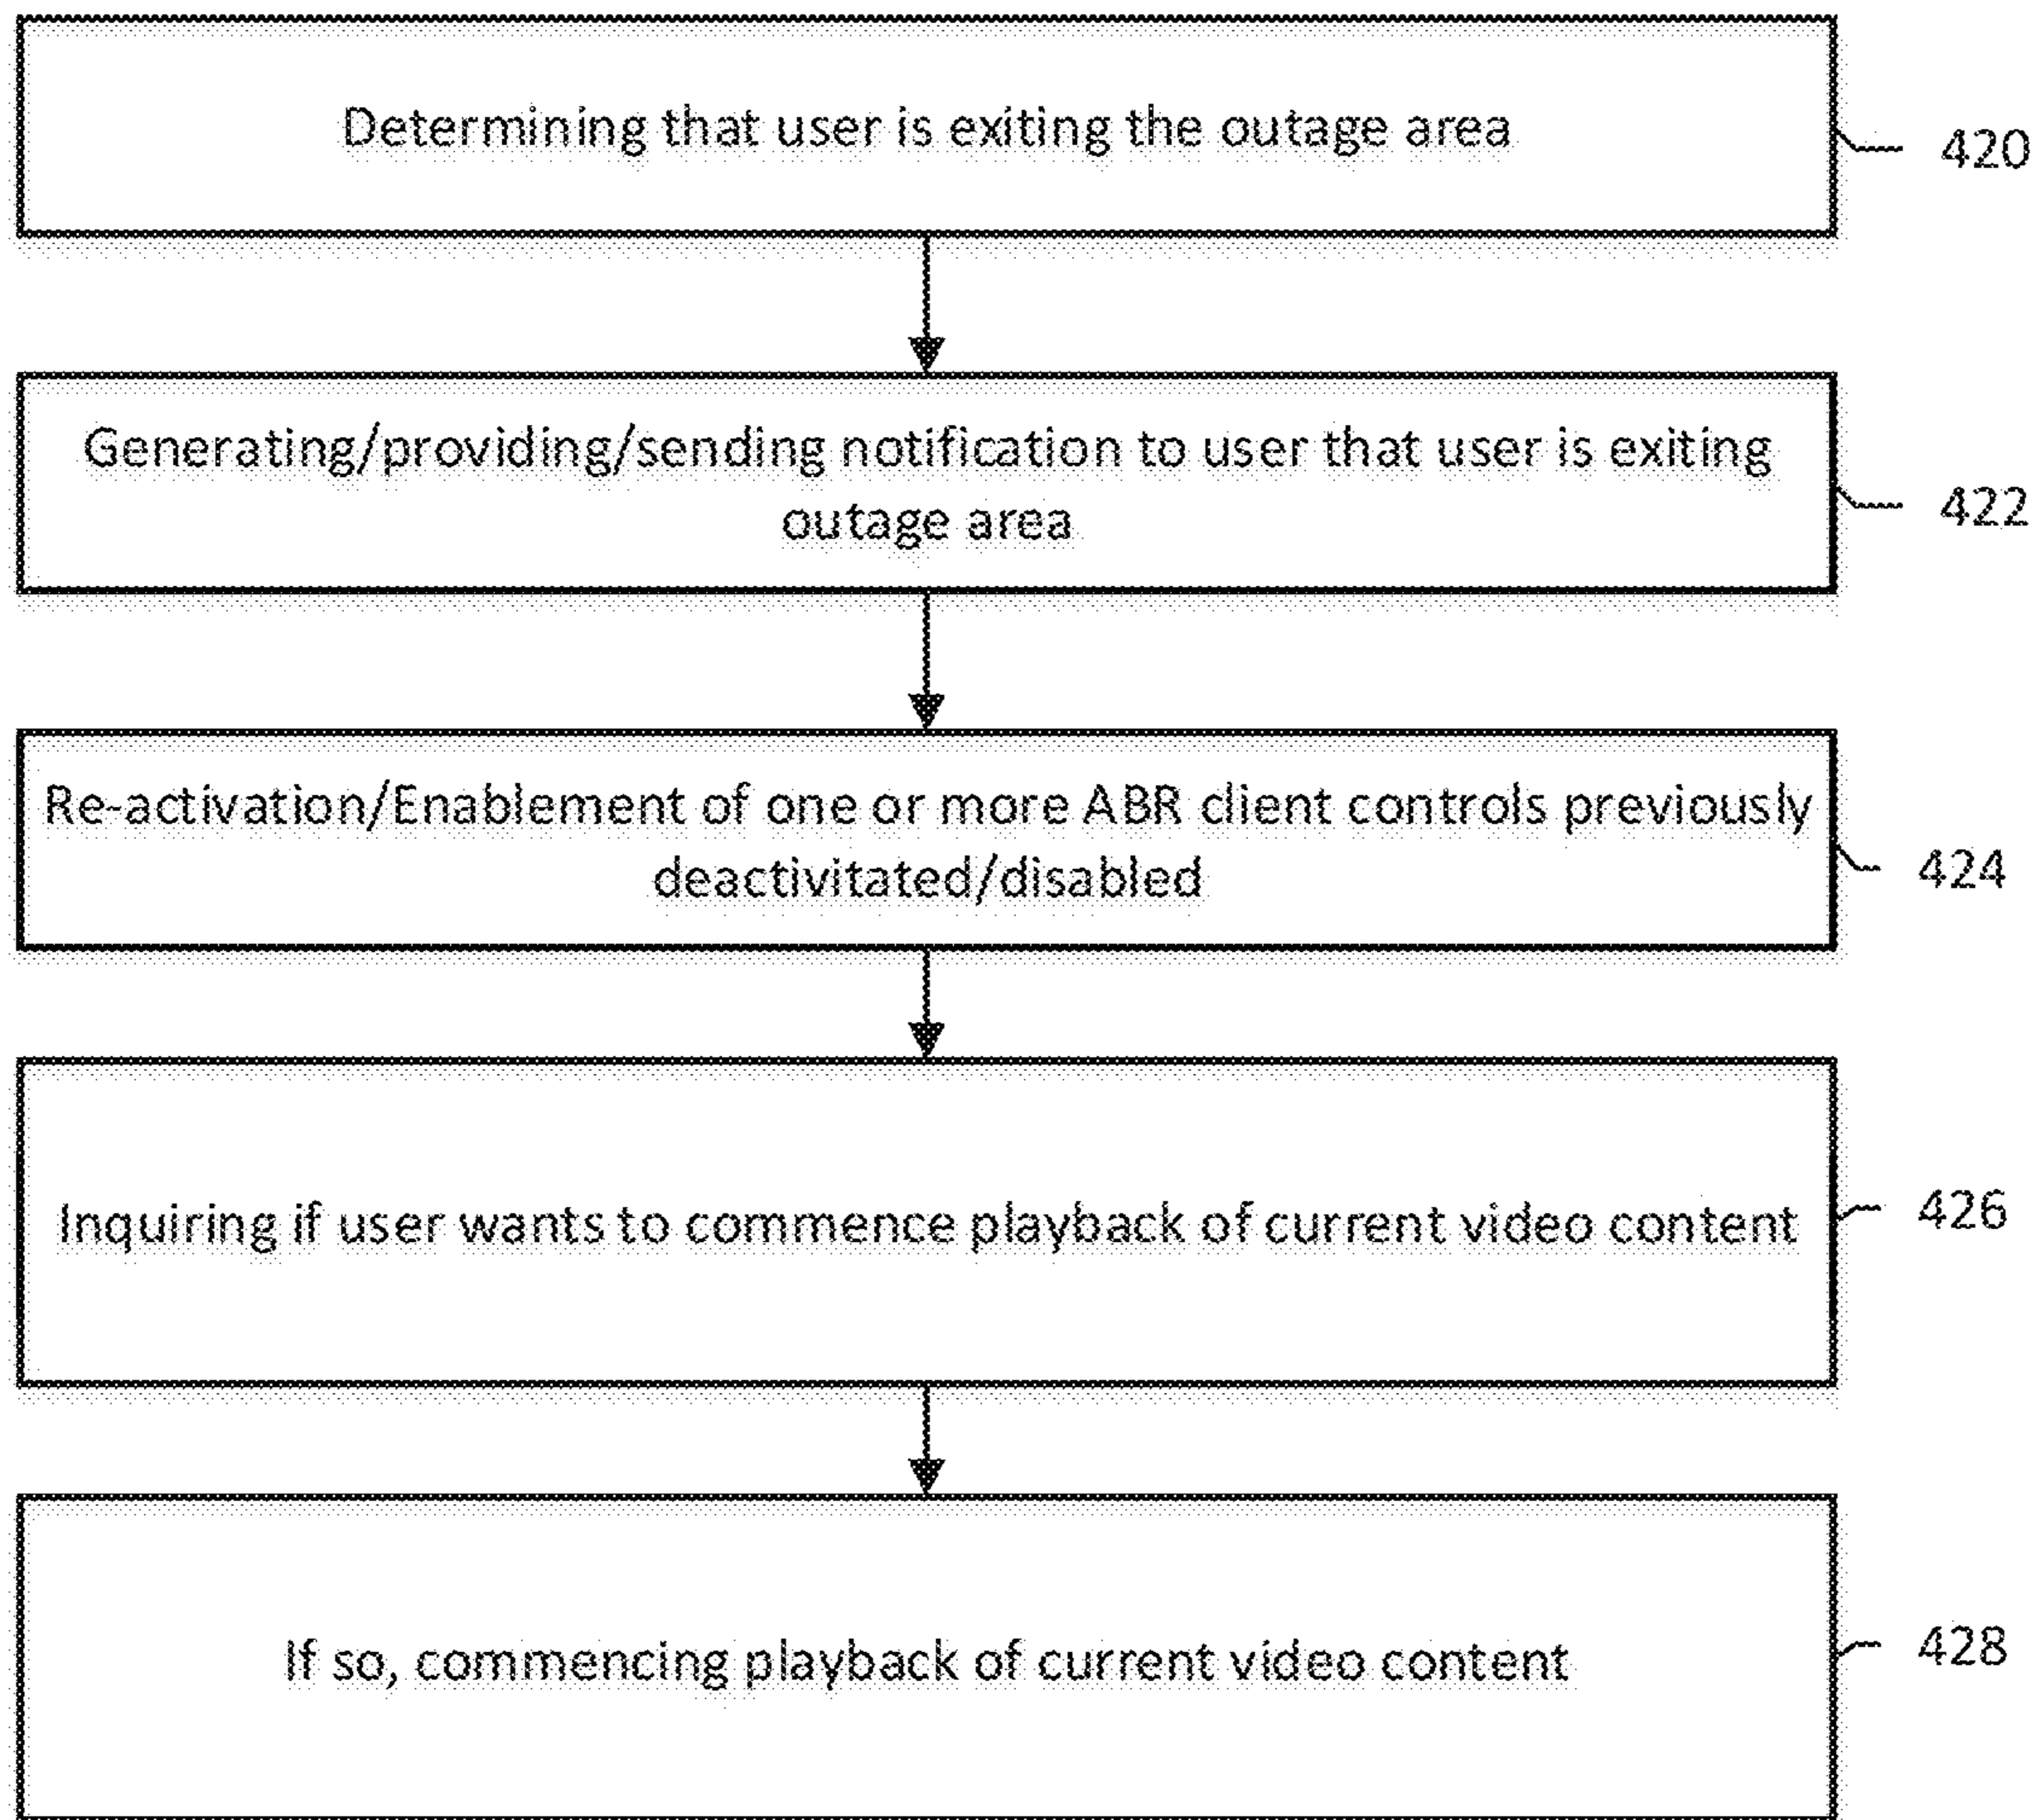 Determining that user is exiting the outage area
420
Generating/providing/sending notification to user that user is exiting
outage area
422
Re-activation/Enablement of one or more ABR client controls previously
deactivitated/disabled
424
Inquiring if user wants to commence playback of current video content
426
If so, commencing playback of current video content
428